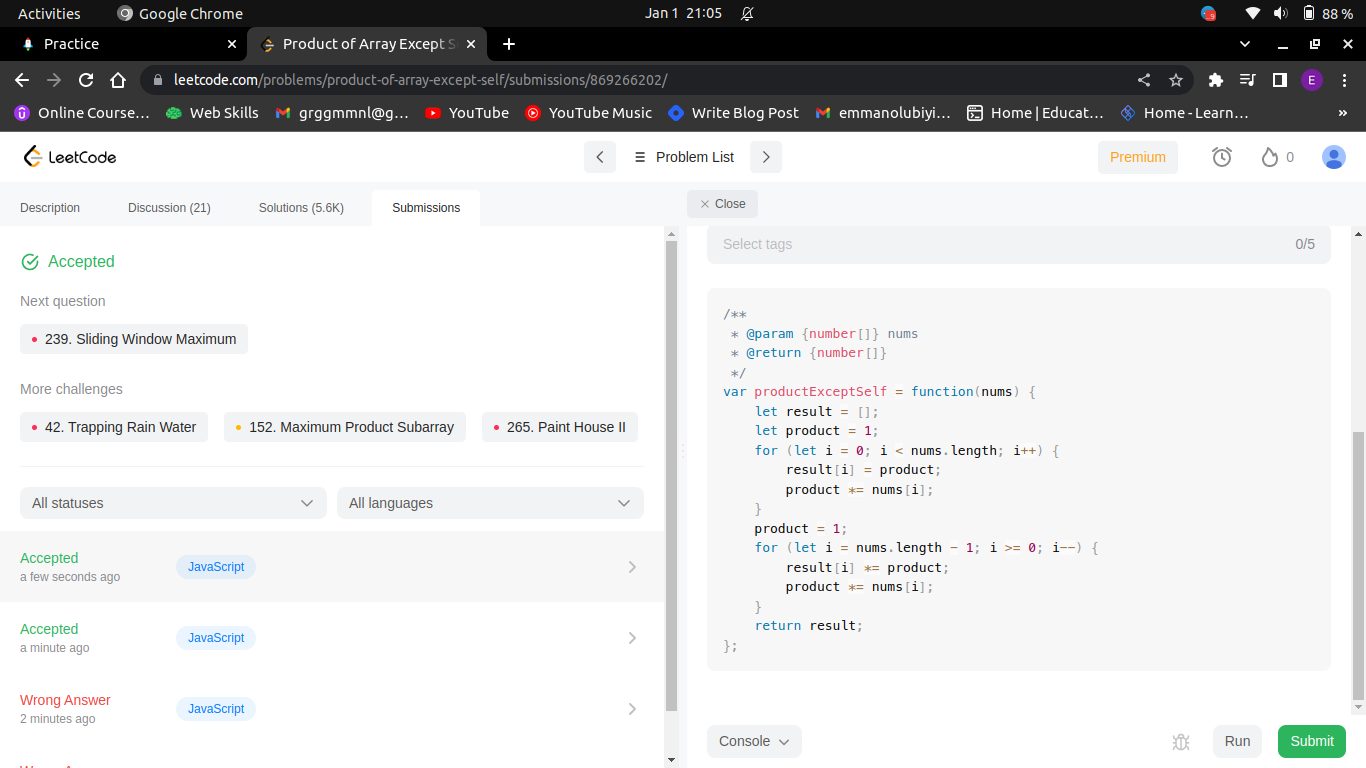 Activities
Google Chrome
Jan 1 21:05
88 %
Practice
Product of Array Except S
leetcode.com/problems/product-of-array-except-self/submissions/869266202/
E
Online Course…
Web Skills
grggmmnl@g…
YouTube
YouTube Music
Write Blog Post
emmanolubiyi…
Home | Educat…
Home - Learn…
»
LeetCode
Problem List
Premium
0
Description
Discussion (21)
Solutions (5.6K)
Submissions
Close
Accepted
Next question
239. Sliding Window Maximum
More challenges
42. Trapping Rain Water
152. Maximum Product Subarray
265. Paint House II
All statuses
All languages
Accepted
a few seconds ago
JavaScript
Accepted
a minute ago
JavaScript
Wrong Answer
2 minutes ago
JavaScript
Select tags
0/5
/**
 * @param {number[]} nums
 * @return {number[]}
 */
var productExceptSelf = function(nums) {
    let result = [];
    let product = 1;
    for (let i = 0; i < nums.length; i++) {
        result[i] = product;
        product *= nums[i];
    }
    product = 1;
    for (let i = nums.length - 1; i >= 0; i--) {
        result[i] *= product;
        product *= nums[i];
    }
    return result;
};
Console
Run
Submit